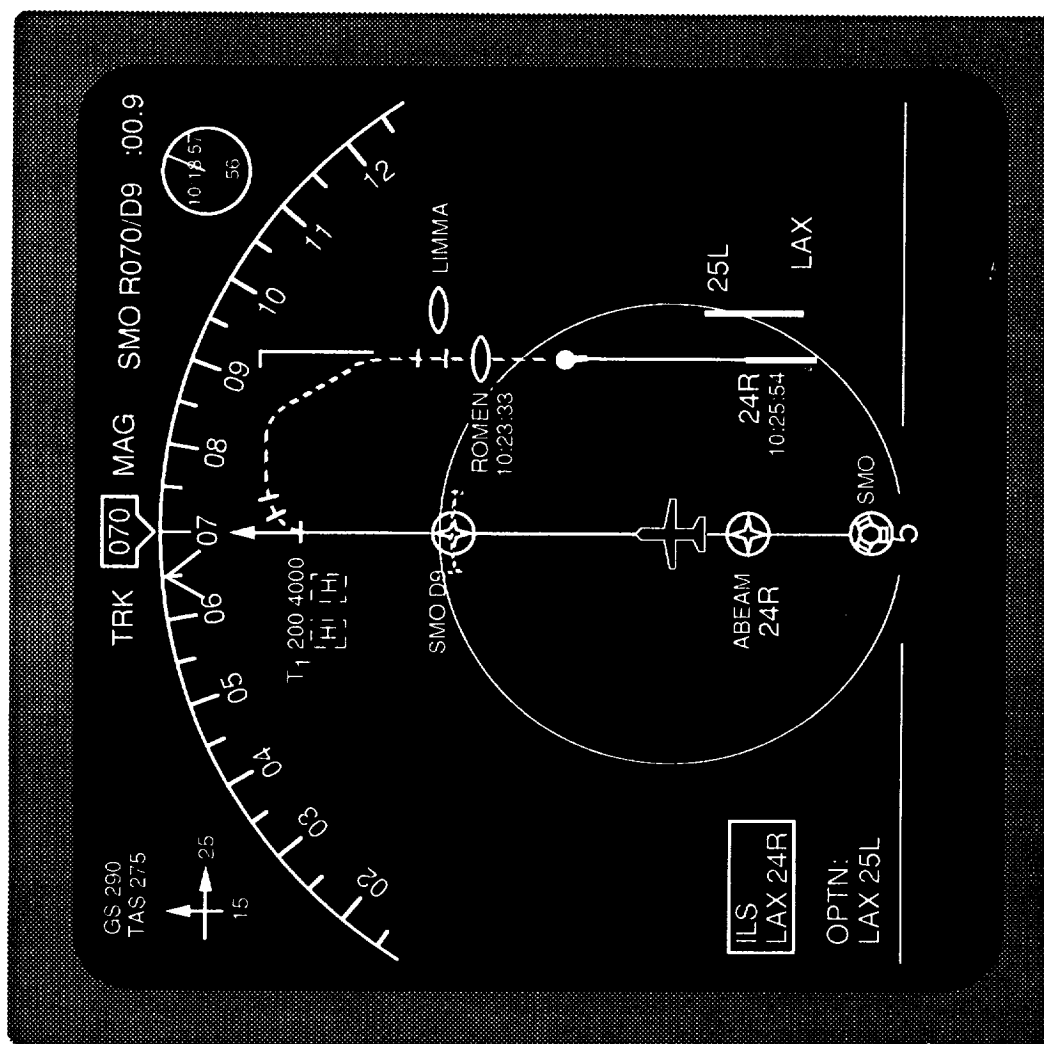 GS 290
TAS 275
15
25
TRK 070 MAG
SMO R070/D9 :00.9
10 18 57
56
02
03
04
05
06
07
08
09
10
11
12
T1 200 4000
H H
SMO D9
ROMEN
10:23:33
LIMMA
ABEAM
24R
24R
10:25:54
25L
LAX
SMO
5
ILS
LAX 24R
OPTN:
LAX 25L